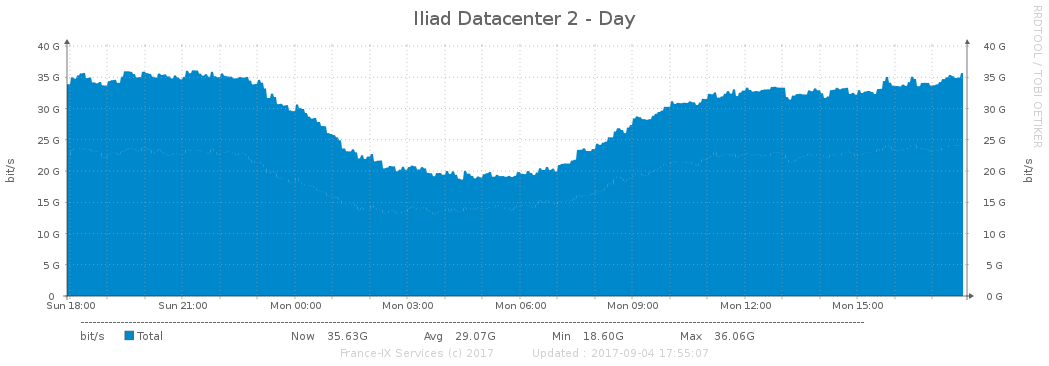 Iliad Datacenter 2 - Day
RRDTOOL / TOBI OETIKER
bit/s
bit/s
40 G 40 G
35 G 35 G
30 G 30 G
25 G 25 G
20 G 20 G
15 G 15 G
10 G 10 G
5 G 5 G
0 0 G
Sun 18:00 Sun 21:00 Mon 00:00 Mon 03:00 Mon 06:00 Mon 09:00 Mon 12:00 Mon 15:00
bit/s Total Now 35.63G Avg 29.07G Min 18.60G Max 36.06G
France-IX Services (c) 2017 Updated : 2017-09-04 17:55:07